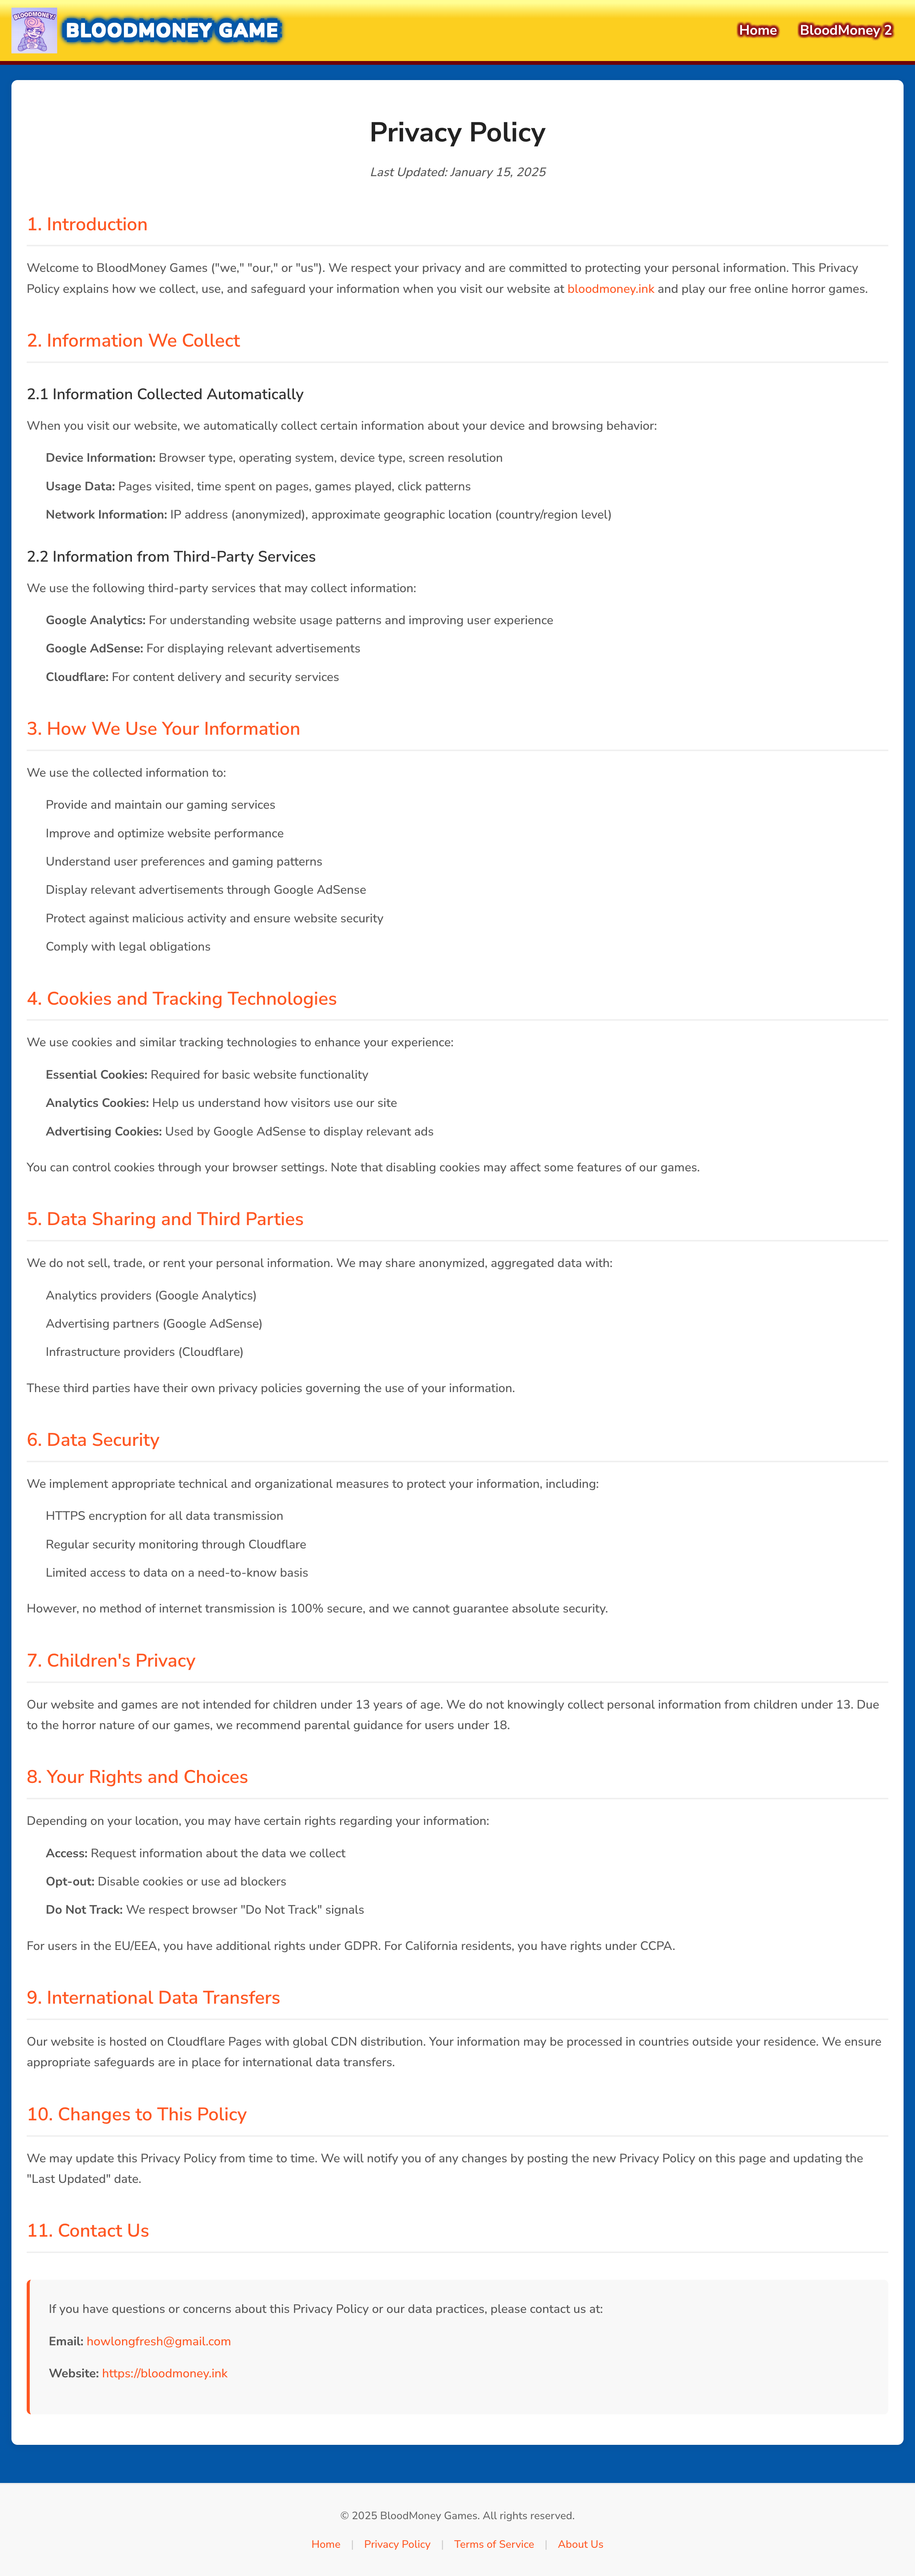 BLOODMONEY!
BLOODMONEY GAME
Home
BloodMoney 2
Privacy Policy
Last Updated: January 15, 2025
1. Introduction
Welcome to BloodMoney Games ("we," "our," or "us"). We respect your privacy and are committed to protecting your personal information. This Privacy
Policy explains how we collect, use, and safeguard your information when you visit our website at bloodmoney.ink and play our free online horror games.
2. Information We Collect
2.1 Information Collected Automatically
When you visit our website, we automatically collect certain information about your device and browsing behavior:
Device Information: Browser type, operating system, device type, screen resolution
Usage Data: Pages visited, time spent on pages, games played, click patterns
Network Information: IP address (anonymized), approximate geographic location (country/region level)
2.2 Information from Third-Party Services
We use the following third-party services that may collect information:
Google Analytics: For understanding website usage patterns and improving user experience
Google AdSense: For displaying relevant advertisements
Cloudflare: For content delivery and security services
3. How We Use Your Information
We use the collected information to:
Provide and maintain our gaming services
Improve and optimize website performance
Understand user preferences and gaming patterns
Display relevant advertisements through Google AdSense
Protect against malicious activity and ensure website security
Comply with legal obligations
4. Cookies and Tracking Technologies
We use cookies and similar tracking technologies to enhance your experience:
Essential Cookies: Required for basic website functionality
Analytics Cookies: Help us understand how visitors use our site
Advertising Cookies: Used by Google AdSense to display relevant ads
You can control cookies through your browser settings. Note that disabling cookies may affect some features of our games.
5. Data Sharing and Third Parties
We do not sell, trade, or rent your personal information. We may share anonymized, aggregated data with:
Analytics providers (Google Analytics)
Advertising partners (Google AdSense)
Infrastructure providers (Cloudflare)
These third parties have their own privacy policies governing the use of your information.
6. Data Security
We implement appropriate technical and organizational measures to protect your information, including:
HTTPS encryption for all data transmission
Regular security monitoring through Cloudflare
Limited access to data on a need-to-know basis
However, no method of internet transmission is 100% secure, and we cannot guarantee absolute security.
7. Children's Privacy
Our website and games are not intended for children under 13 years of age. We do not knowingly collect personal information from children under 13. Due
to the horror nature of our games, we recommend parental guidance for users under 18.
8. Your Rights and Choices
Depending on your location, you may have certain rights regarding your information:
Access: Request information about the data we collect
Opt-out: Disable cookies or use ad blockers
Do Not Track: We respect browser "Do Not Track" signals
For users in the EU/EEA, you have additional rights under GDPR. For California residents, you have rights under CCPA.
9. International Data Transfers
Our website is hosted on Cloudflare Pages with global CDN distribution. Your information may be processed in countries outside your residence. We ensure
appropriate safeguards are in place for international data transfers.
10. Changes to This Policy
We may update this Privacy Policy from time to time. We will notify you of any changes by posting the new Privacy Policy on this page and updating the
"Last Updated" date.
11. Contact Us
If you have questions or concerns about this Privacy Policy or our data practices, please contact us at:
Email: howlongfresh@gmail.com
Website: https://bloodmoney.ink
© 2025 BloodMoney Games. All rights reserved.
Home | Privacy Policy | Terms of Service | About Us